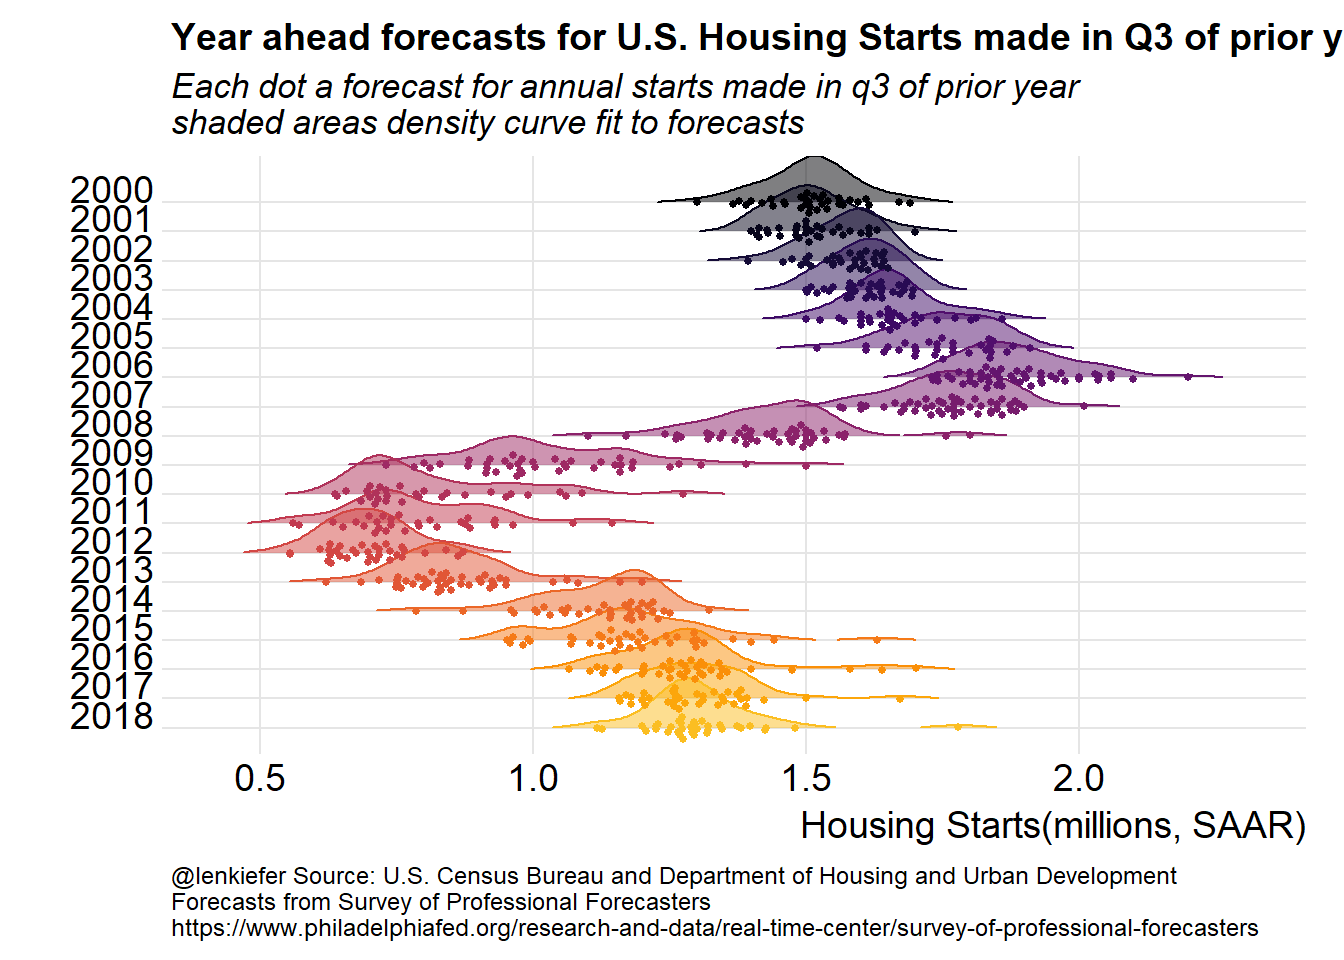 Year ahead forecasts for U.S. Housing Starts made in Q3 of prior y
Each dot a forecast for annual starts made in q3 of prior year
shaded areas density curve fit to forecasts
2000
2001
2002
2003
2004
2005
2006
2007
2008
2009
2010
2011
2012
2013
2014
2015
2016
2017
2018
0.5 1.0 1.5 2.0
Housing Starts(millions, SAAR)
@lenkiefer Source: U.S. Census Bureau and Department of Housing and Urban Development
Forecasts from Survey of Professional Forecasters
https://www.philadelphiafed.org/research-and-data/real-time-center/survey-of-professional-forecasters